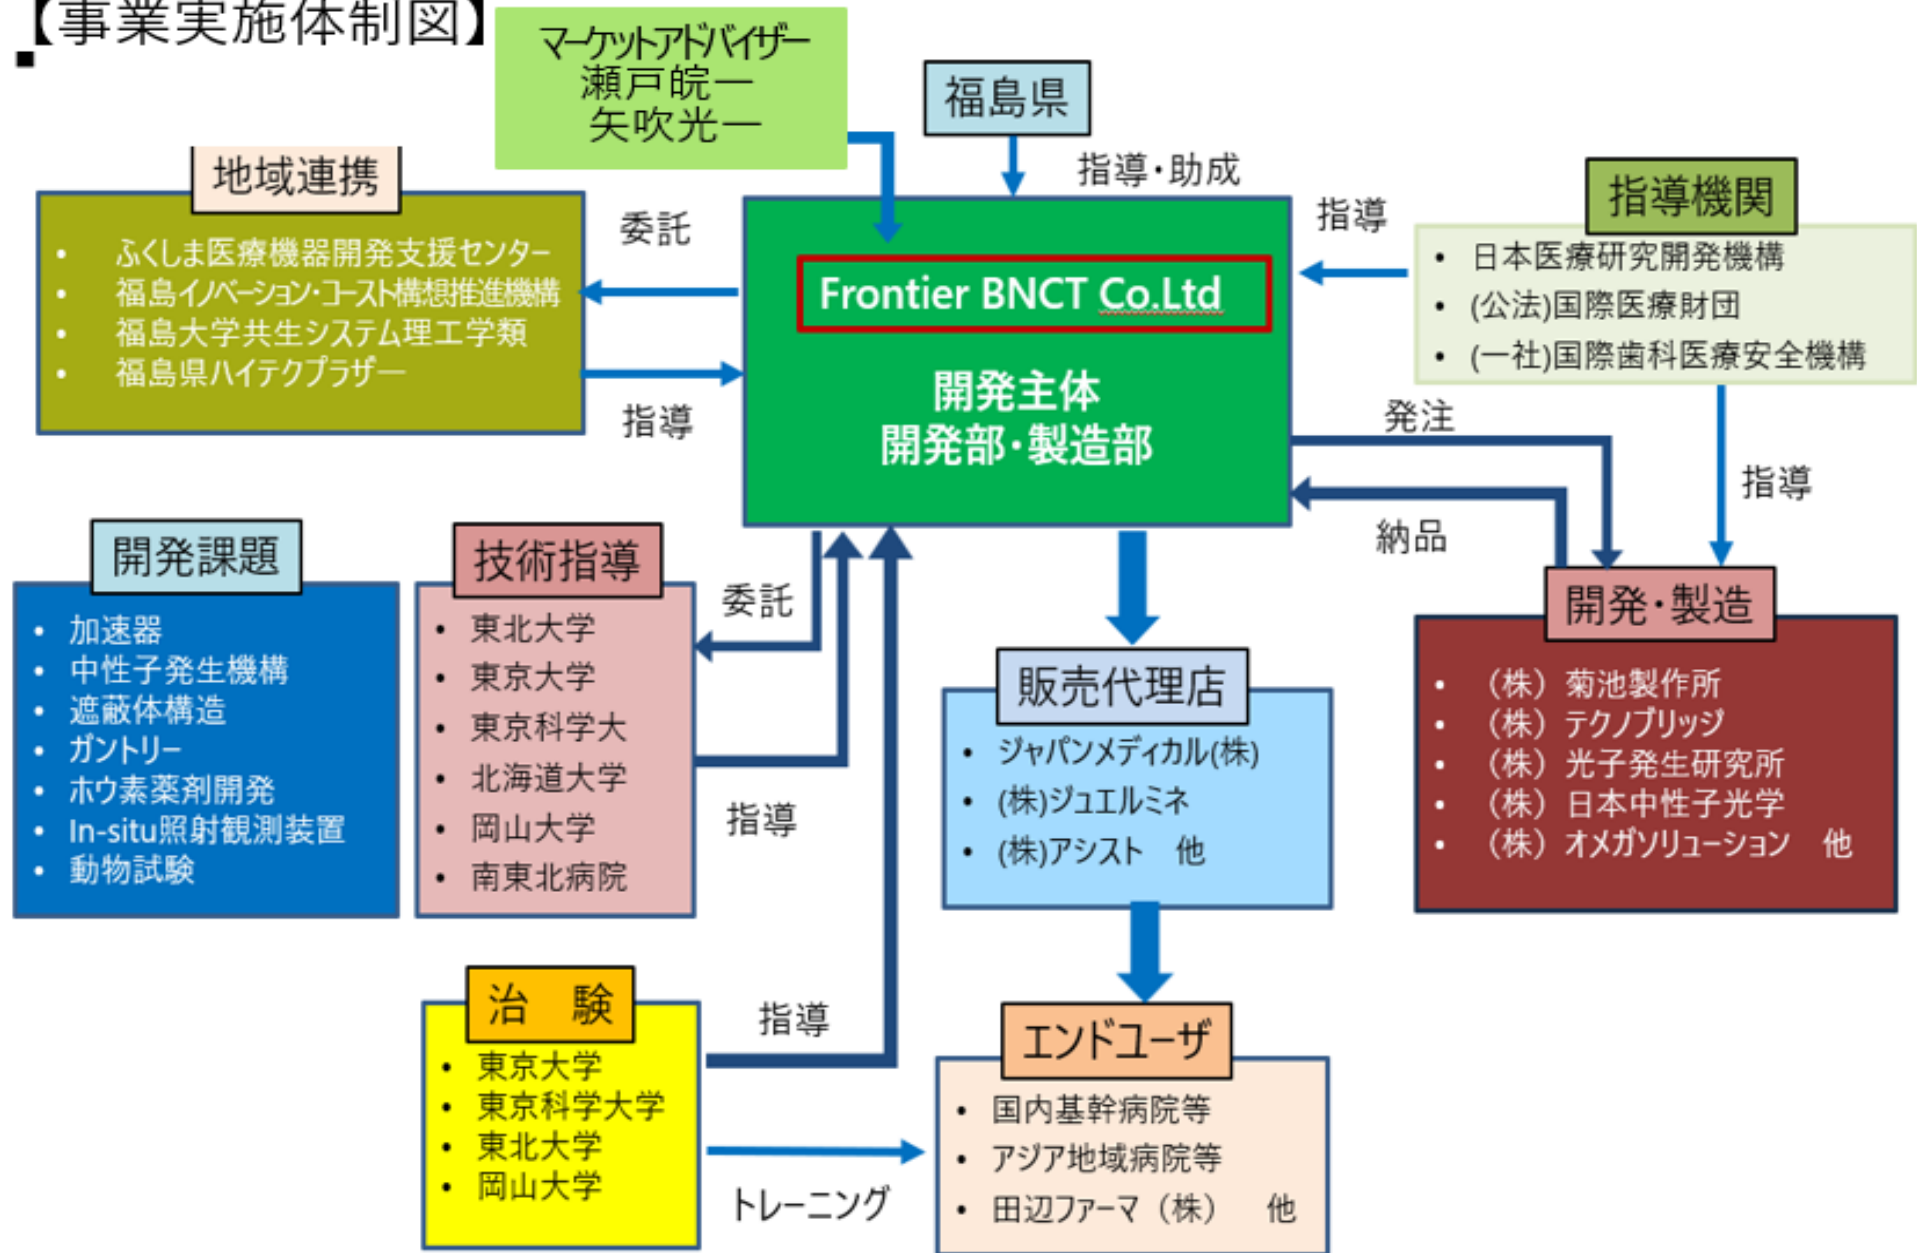 【事業実施体制図】
マーケットアドバイザー
瀬戸皖一
矢吹光一
福島県
指導・助成
地域連携
• ふくしま医療機器開発支援センター
• 福島イノベーション・コースト構想推進機構
• 福島大学共生システム理工学類
• 福島県ハイテクプラザー
委託
指導
Frontier BNCT Co.Ltd
開発主体
開発部・製造部
指導
指導機関
• 日本医療研究開発機構
• (公法)国際医療財団
• (一社)国際歯科医療安全機構
発注
納品
指導
開発課題
• 加速器
• 中性子発生機構
• 遮蔽体構造
• ガントリー
• ホウ素薬剤開発
• In-situ照射観測装置
• 動物試験
技術指導
• 東北大学
• 東京大学
• 東京科学大
• 北海道大学
• 岡山大学
• 南東北病院
委託
指導
販売代理店
• ジャパンメディカル(株)
• (株)ジュエルミネ
• (株)アシスト 他
開発・製造
• （株）菊池製作所
• （株）テクノブリッジ
• （株）光子発生研究所
• （株）日本中性子光学
• （株）オメガソリューション 他
治 験
• 東京大学
• 東京科学大学
• 東北大学
• 岡山大学
指導
トレーニング
エンドユーザ
• 国内基幹病院等
• アジア地域病院等
• 田辺ファーマ（株） 他